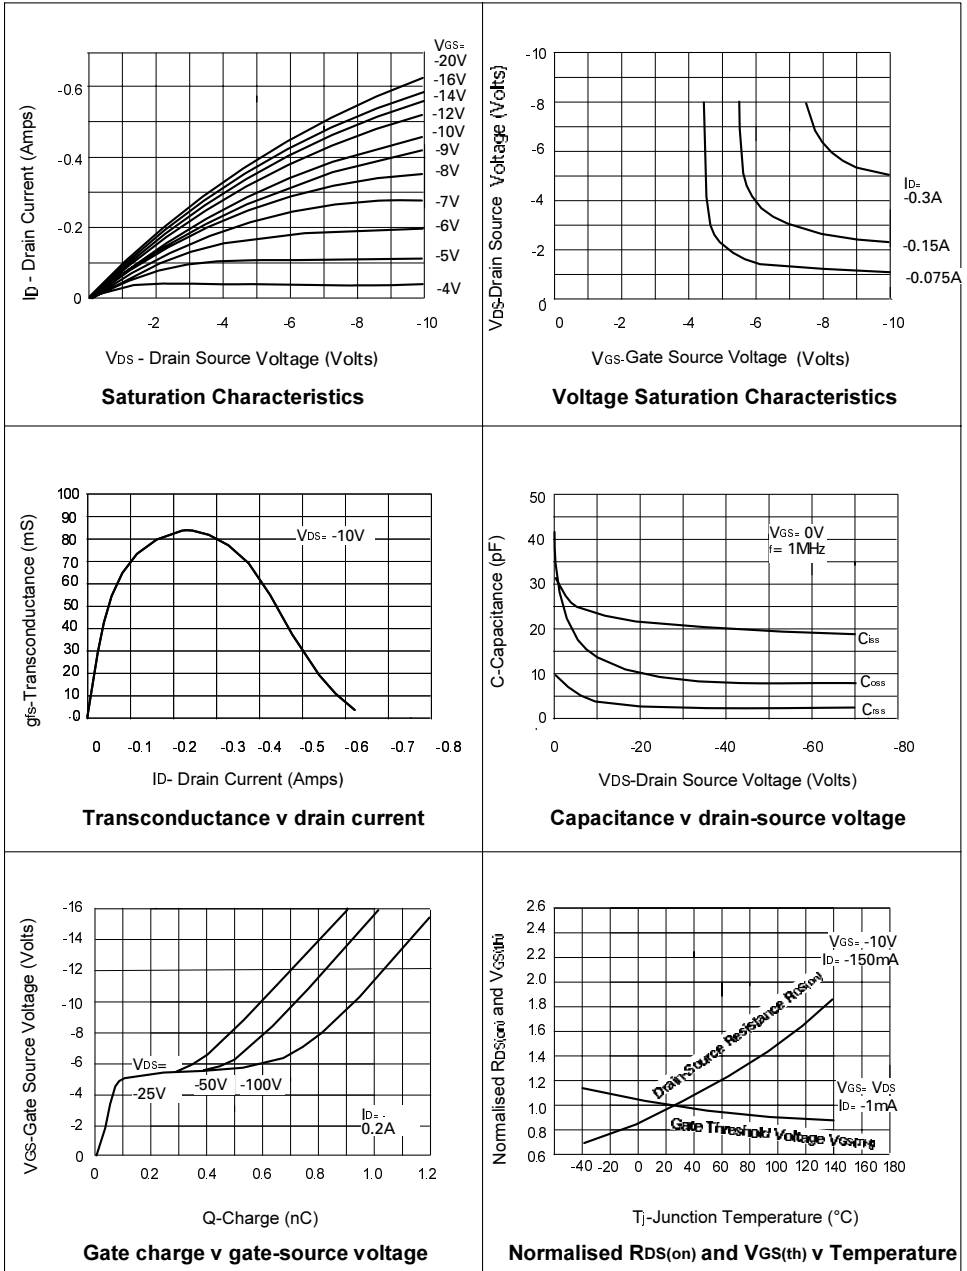 VGS=
-20V
-16V
-14V
-12V
-10V
-9V
-8V
-7V
-6V
-5V
-4V
-0.6
-0.4
-0.2
0
-2 -4 -6 -8 -10
ID - Drain Current (Amps)
VDS - Drain Source Voltage (Volts)
Saturation Characteristics
-10
-8
-6
-4
-2
0
0 -2 -4 -6 -8 -10
ID=
-0.3A
-0.15A
-0.075A
VDS-Drain Source Voltage (Volts)
VGS-Gate Source Voltage (Volts)
Voltage Saturation Characteristics
100
90
80
70
60
50
40
30
20
10
-0
0 -0.1 -0.2 -0.3 -0.4 -0.5 -0.6 -0.7 -0.8
VDS= -10V
gfs-Transconductance (mS)
ID- Drain Current (Amps)
Transconductance v drain current
50
40
30
20
10
0
0 -20 -40 -60 -80
VGS= 0V
f= 1MHz
Ciss
Coss
Crss
C-Capacitance (pF)
VDS-Drain Source Voltage (Volts)
Capacitance v drain-source voltage
-16
-14
-12
-10
-8
-6
-4
-2
0
0 0.2 0.4 0.6 0.8 1.0 1.2
VDS=
-25V
-50V
-100V
ID= -
0.2A
VGS-Gate Source Voltage (Volts)
Q-Charge (nC)
Gate charge v gate-source voltage
2.6
2.4
2.2
2.0
1.8
1.6
1.4
1.2
1.0
0.8
0.6
-40 -20 0 20 40 60 80 100 120 140 160 180
VGS= -10V
ID= -150mA
Drain-Source Resistance RDS(on)
VGS= VDS
ID= -1mA
Gate Threshold Voltage VGS(TH)
Normalised RDS(on) and VGS(th)
Tj-Junction Temperature (°C)
Normalised RDS(on) and VGS(th) v Temperature